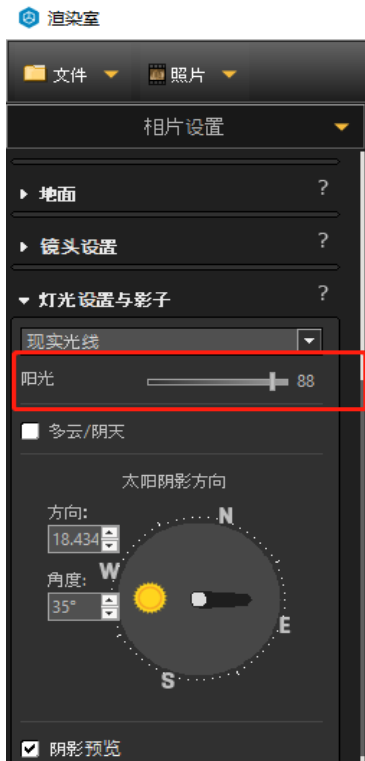 渲染室
文件 照片
相片设置
地面 ?
镜头设置 ?
灯光设置与影子 ?
现实光线
阳光 88
多云/阴天
太阳阴影方向
方向:
18.434
角度:
35°
N
W
E
S
阴影预览